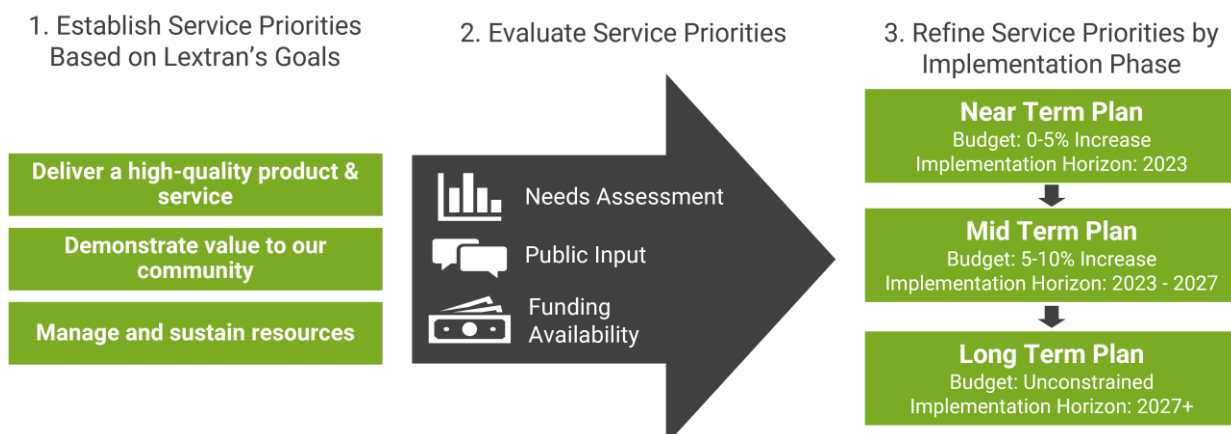 1. Establish Service Priorities
Based on Lextran's Goals
Deliver a high-quality product &
service
Demonstrate value to our
community
Manage and sustain resources
2. Evaluate Service Priorities
Needs Assessment
Public Input
Funding
Availability
3. Refine Service Priorities by
Implementation Phase
Near Term Plan
Budget: 0-5% Increase
Implementation Horizon: 2023
Mid Term Plan
Budget: 5-10% Increase
Implementation Horizon: 2023 - 2027
Long Term Plan
Budget: Unconstrained
Implementation Horizon: 2027+